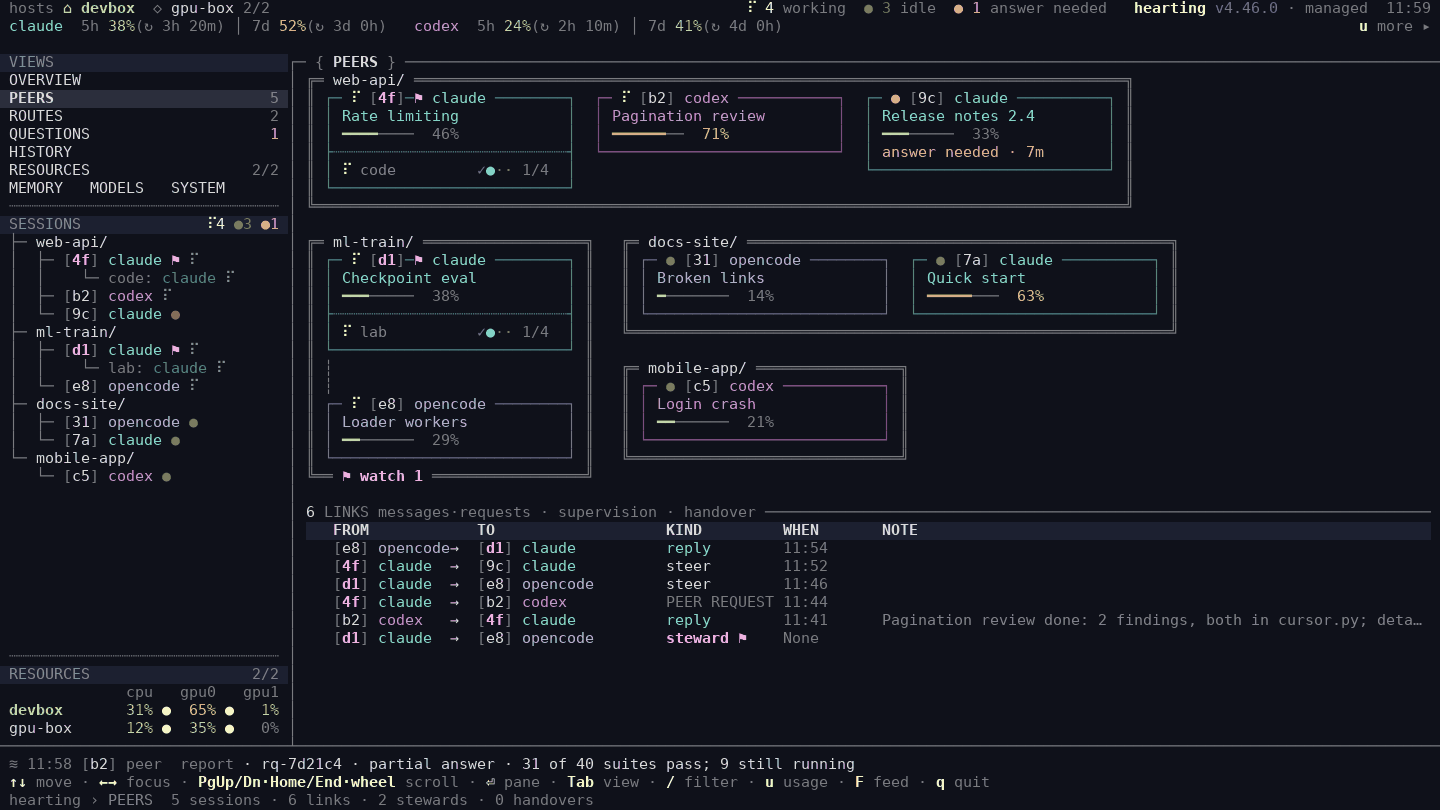 hosts ⌂ devbox ◇ gpu-box 2/2 ⠏ 4 working ● 3 idle ● 1 answer needed hearting v4.46.0 · managed 11:59
claude 5h 38%(↻ 3h 20m) │ 7d 52%(↻ 3d 0h) codex 5h 24%(↻ 2h 10m) │ 7d 41%(↻ 4d 0h) u more ▸
VIEWS
OVERVIEW
PEERS 5
ROUTES 2
QUESTIONS 1
HISTORY
RESOURCES 2/2
MEMORY MODELS SYSTEM
SESSIONS ⠏4 ●3 ●1
web-api/
[4f] claude ⚑ ⠏
code: claude ⠏
[b2] codex ⠏
[9c] claude ●
ml-train/
[d1] claude ⚑ ⠏
lab: claude ⠏
[e8] opencode ⠏
docs-site/
[31] opencode ●
[7a] claude ●
mobile-app/
[c5] codex ●
RESOURCES 2/2
cpu gpu0 gpu1
devbox 31% ● 65% ● 1%
gpu-box 12% ● 35% ● 0%
{ PEERS }
web-api/
⠏ [4f]─⚑ claude
Rate limiting
46%
⠏ code ✓●·· 1/4
⠏ [b2] codex
Pagination review
71%
● [9c] claude
Release notes 2.4
33%
answer needed · 7m
ml-train/
⠏ [d1]─⚑ claude
Checkpoint eval
38%
⠏ lab ✓●·· 1/4
⠏ [e8] opencode
Loader workers
29%
⚑ watch 1
docs-site/
● [31] opencode
Broken links
14%
● [7a] claude
Quick start
63%
mobile-app/
● [c5] codex
Login crash
21%
6 LINKS messages·requests · supervision · handover
FROM TO KIND WHEN NOTE
[e8] opencode→ [d1] claude reply 11:54
[4f] claude → [9c] claude steer 11:52
[d1] claude → [e8] opencode steer 11:46
[4f] claude → [b2] codex PEER REQUEST 11:44
[b2] codex → [4f] claude reply 11:41 Pagination review done: 2 findings, both in cursor.py; deta…
[d1] claude → [e8] opencode steward ⚑ None
≋ 11:58 [b2] peer report · rq-7d21c4 · partial answer · 31 of 40 suites pass; 9 still running
↑↓ move · ←→ focus · PgUp/Dn·Home/End·wheel scroll · ⏎ pane · Tab view · / filter · u usage · F feed · q quit
hearting › PEERS 5 sessions · 6 links · 2 stewards · 0 handovers